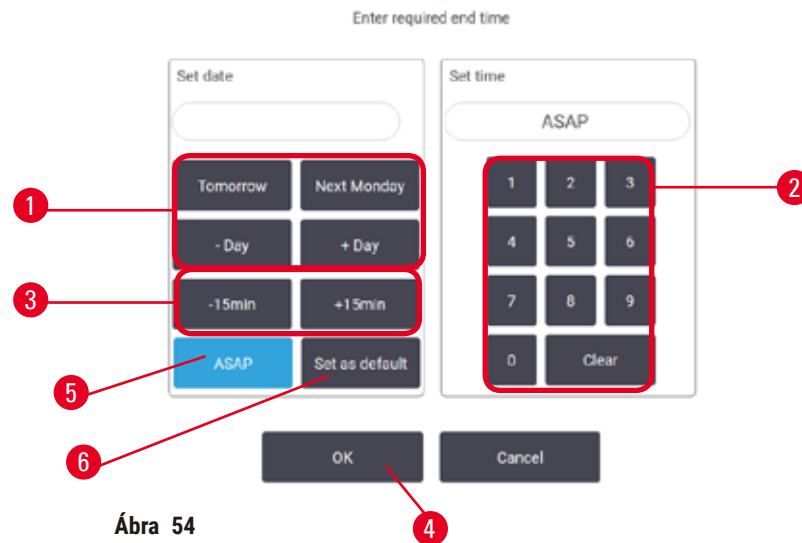 Enter required end time
Set date
Set time
ASAP
Tomorrow Next Monday
- Day + Day
-15min +15min
ASAP Set as default
1 2 3
4 5 6
7 8 9
0 Clear
OK Cancel
1
2
3
5
6
4
Ábra 54